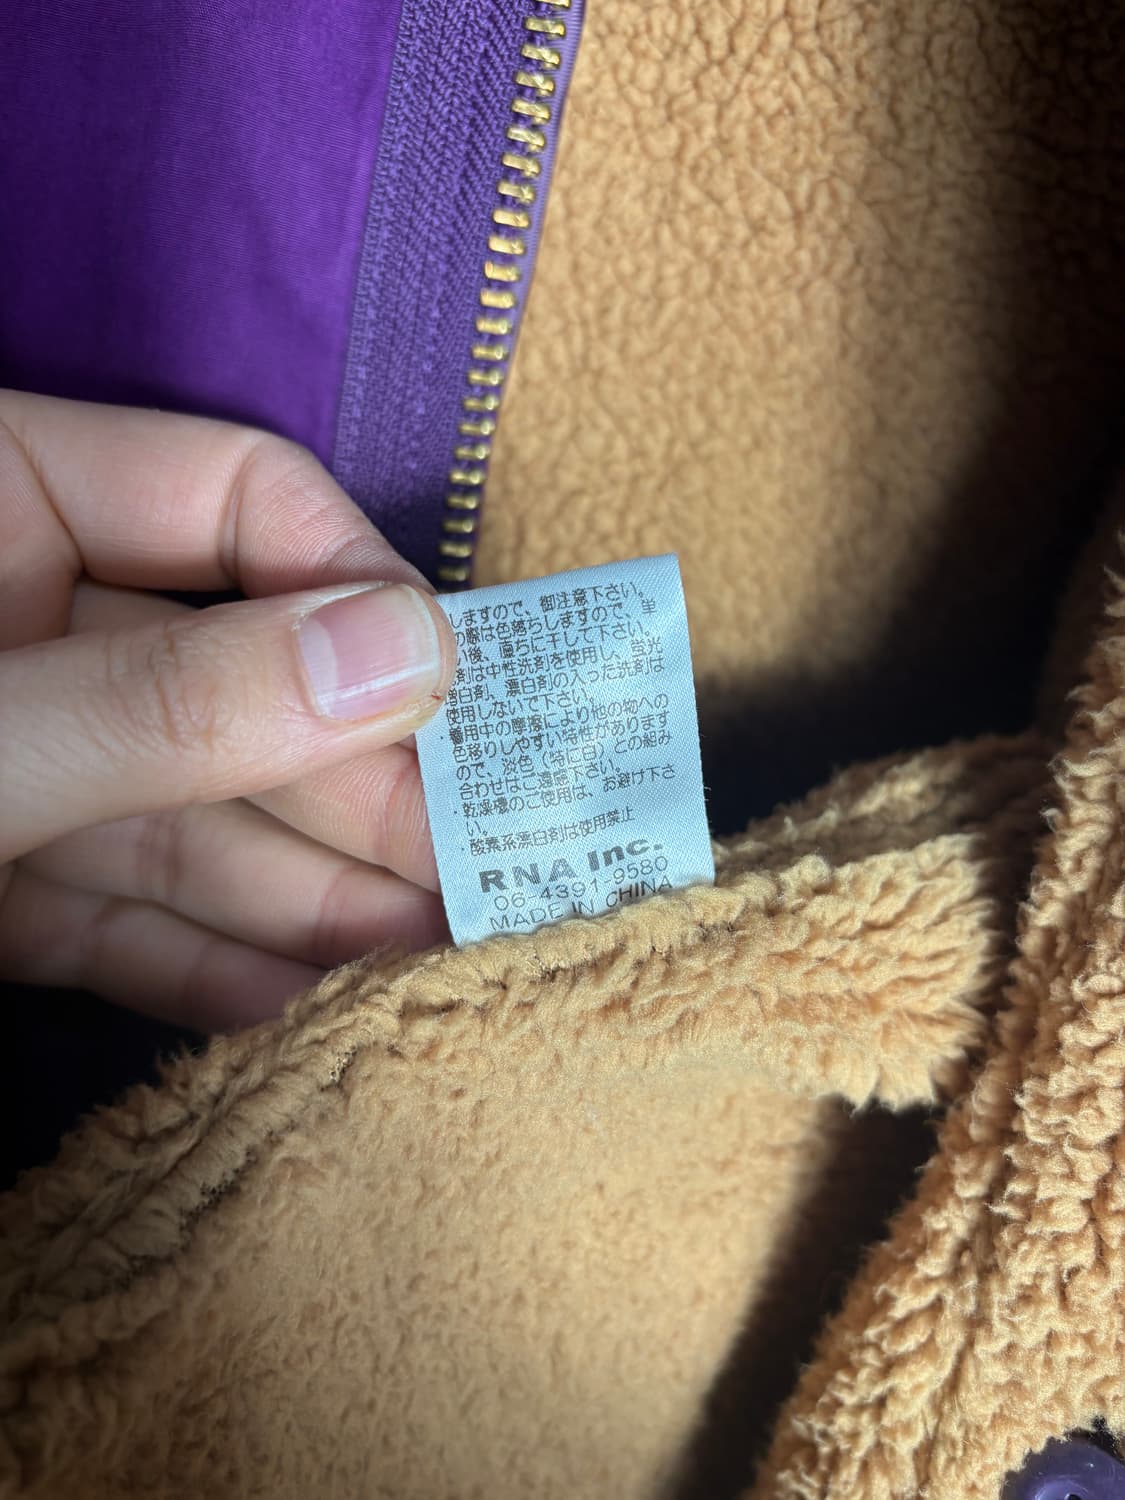 しますので、御注意下さい。
の際は色落ちしますので、単
い後、直ちに干して下さい。
剤は中性洗剤を使用し、蛍光
増白剤、漂白剤の入った洗剤は
使用しないで下さい。
・着用中の摩擦により他の物への
色移りしやすい特性があります
ので、淡色（特に白）との組み
合わせはご遠慮下さい。
・乾燥機のご使用は、お避け下さ
い。
・酸素系漂白剤は使用禁止
RNA Inc.
06-4391-9580
MADE IN CHINA